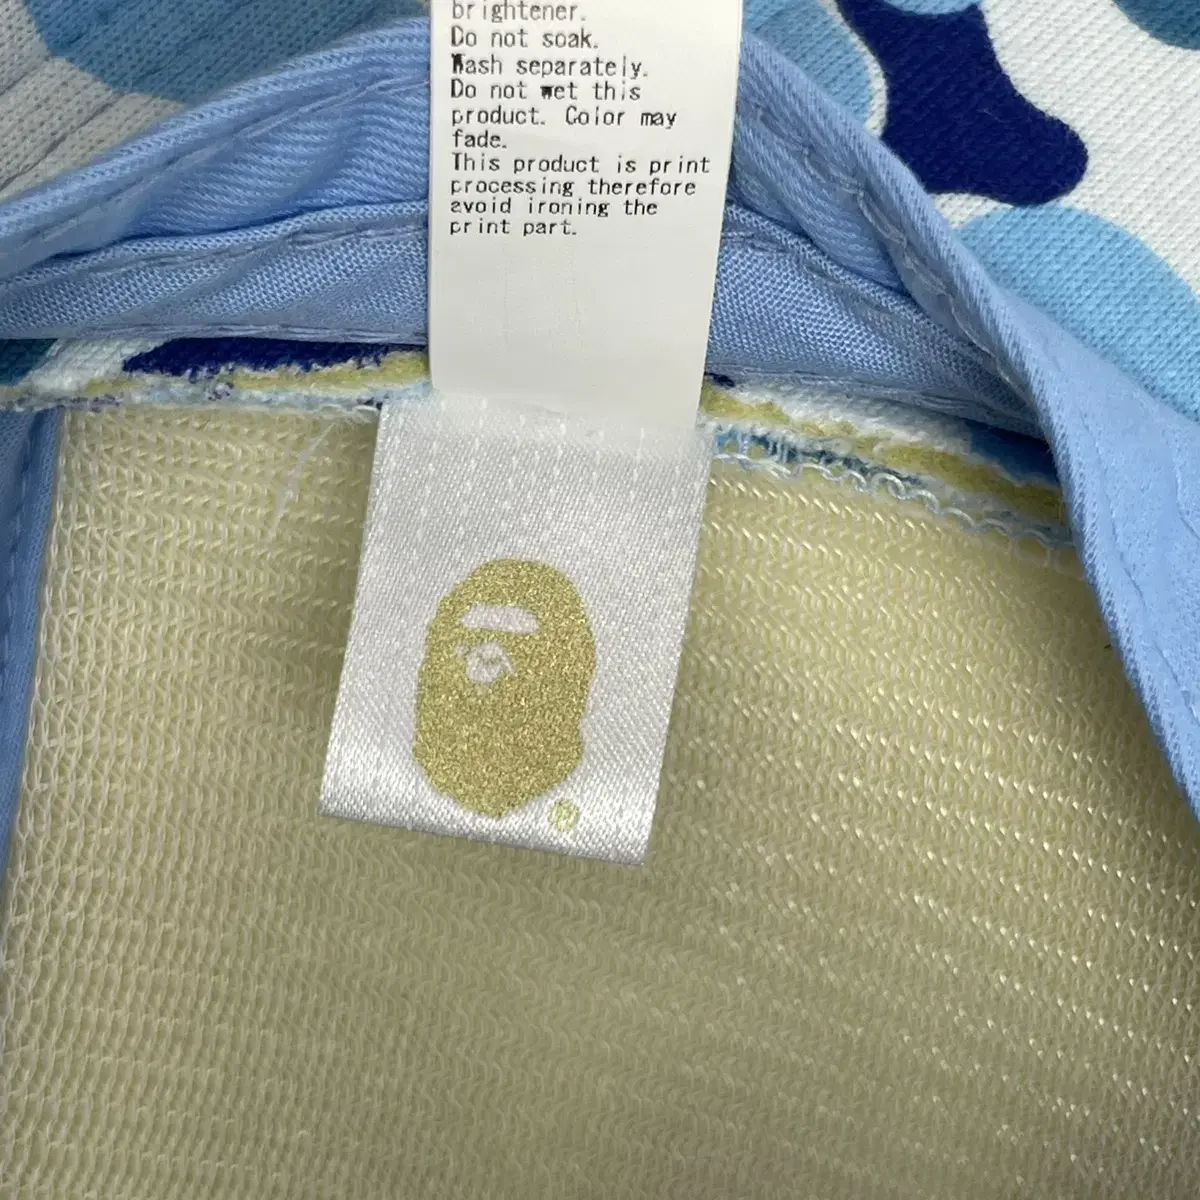 brightener.
Do not soak.
Wash separately.
Do not wet this
product. Color may
fade.
This product is print
processing therefore
avoid ironing the
print part.
®